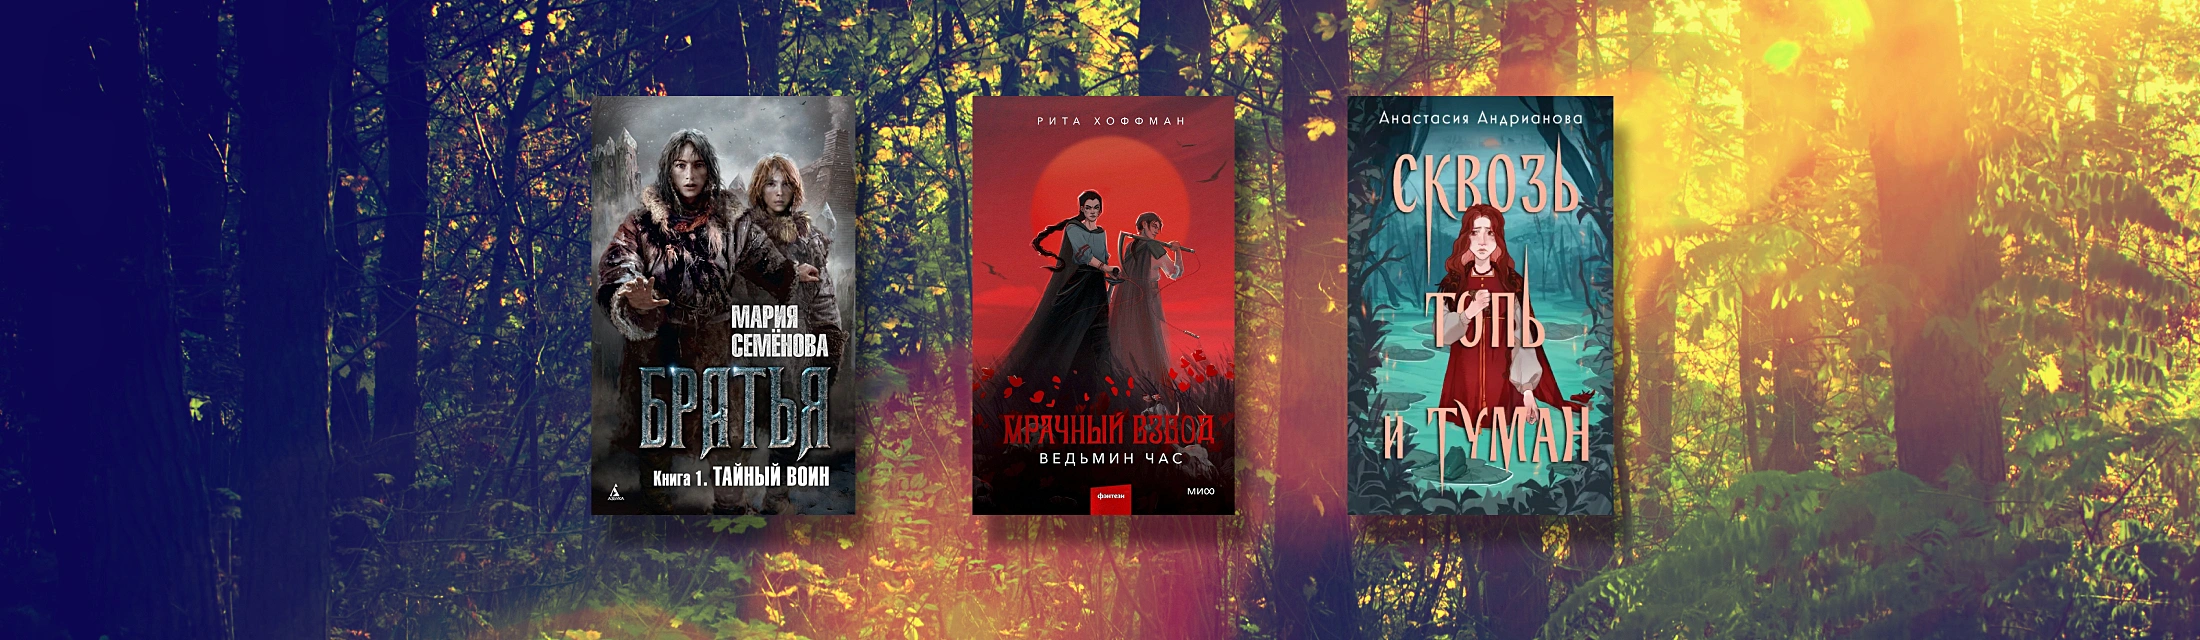 МАРИЯ
СЕМЁНОВА
БРАТЬЯ
Книга 1. ТАЙНЫЙ ВОИН
АЗБУКА
РИТА ХОФФМАН
МРАЧНЫЙ ВЗВОД
ВЕДЬМИН ЧАС
фэнтези
МИФ
Анастасия Андрианова
СКВОЗЬ
ТОПЬ
И ТУМАН